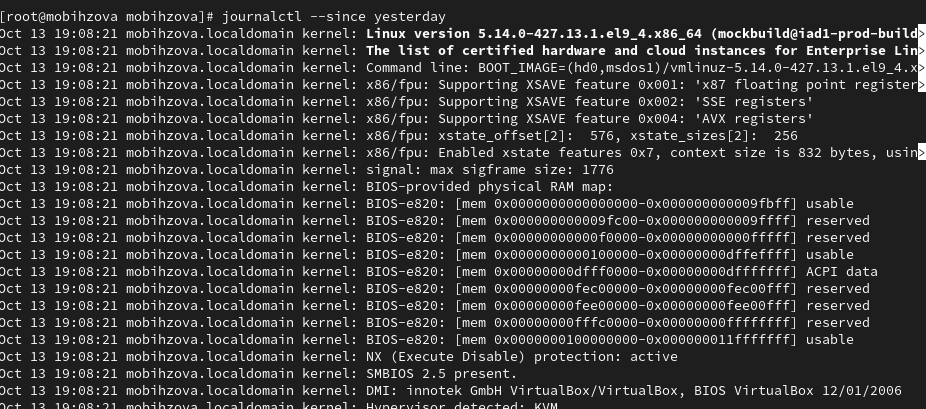 [root@mobihzova mobihzova]# journalctl --since yesterday
Oct 13 19:08:21 mobihzova.localdomain kernel: Linux version 5.14.0-427.13.1.el9_4.x86_64 (mockbuild@iad1-prod-build>
Oct 13 19:08:21 mobihzova.localdomain kernel: The list of certified hardware and cloud instances for Enterprise Lin>
Oct 13 19:08:21 mobihzova.localdomain kernel: Command line: BOOT_IMAGE=(hd0,msdos1)/vmlinuz-5.14.0-427.13.1.el9_4.x>
Oct 13 19:08:21 mobihzova.localdomain kernel: x86/fpu: Supporting XSAVE feature 0x001: 'x87 floating point register>
Oct 13 19:08:21 mobihzova.localdomain kernel: x86/fpu: Supporting XSAVE feature 0x002: 'SSE registers'
Oct 13 19:08:21 mobihzova.localdomain kernel: x86/fpu: Supporting XSAVE feature 0x004: 'AVX registers'
Oct 13 19:08:21 mobihzova.localdomain kernel: x86/fpu: xstate_offset[2]:  576, xstate_sizes[2]:  256
Oct 13 19:08:21 mobihzova.localdomain kernel: x86/fpu: Enabled xstate features 0x7, context size is 832 bytes, usin>
Oct 13 19:08:21 mobihzova.localdomain kernel: signal: max sigframe size: 1776
Oct 13 19:08:21 mobihzova.localdomain kernel: BIOS-provided physical RAM map:
Oct 13 19:08:21 mobihzova.localdomain kernel: BIOS-e820: [mem 0x0000000000000000-0x000000000009fbff] usable
Oct 13 19:08:21 mobihzova.localdomain kernel: BIOS-e820: [mem 0x000000000009fc00-0x000000000009ffff] reserved
Oct 13 19:08:21 mobihzova.localdomain kernel: BIOS-e820: [mem 0x00000000000f0000-0x00000000000fffff] reserved
Oct 13 19:08:21 mobihzova.localdomain kernel: BIOS-e820: [mem 0x0000000000100000-0x00000000dffeffff] usable
Oct 13 19:08:21 mobihzova.localdomain kernel: BIOS-e820: [mem 0x00000000dfff0000-0x00000000dfffffff] ACPI data
Oct 13 19:08:21 mobihzova.localdomain kernel: BIOS-e820: [mem 0x00000000fec00000-0x00000000fec00fff] reserved
Oct 13 19:08:21 mobihzova.localdomain kernel: BIOS-e820: [mem 0x00000000fee00000-0x00000000fee00fff] reserved
Oct 13 19:08:21 mobihzova.localdomain kernel: BIOS-e820: [mem 0x00000000fffc0000-0x00000000ffffffff] reserved
Oct 13 19:08:21 mobihzova.localdomain kernel: BIOS-e820: [mem 0x0000000100000000-0x000000011fffffff] usable
Oct 13 19:08:21 mobihzova.localdomain kernel: NX (Execute Disable) protection: active
Oct 13 19:08:21 mobihzova.localdomain kernel: SMBIOS 2.5 present.
Oct 13 19:08:21 mobihzova.localdomain kernel: DMI: innotek GmbH VirtualBox/VirtualBox, BIOS VirtualBox 12/01/2006
Oct 13 19:08:21 mobihzova.localdomain kernel: Hypervisor detected: KVM